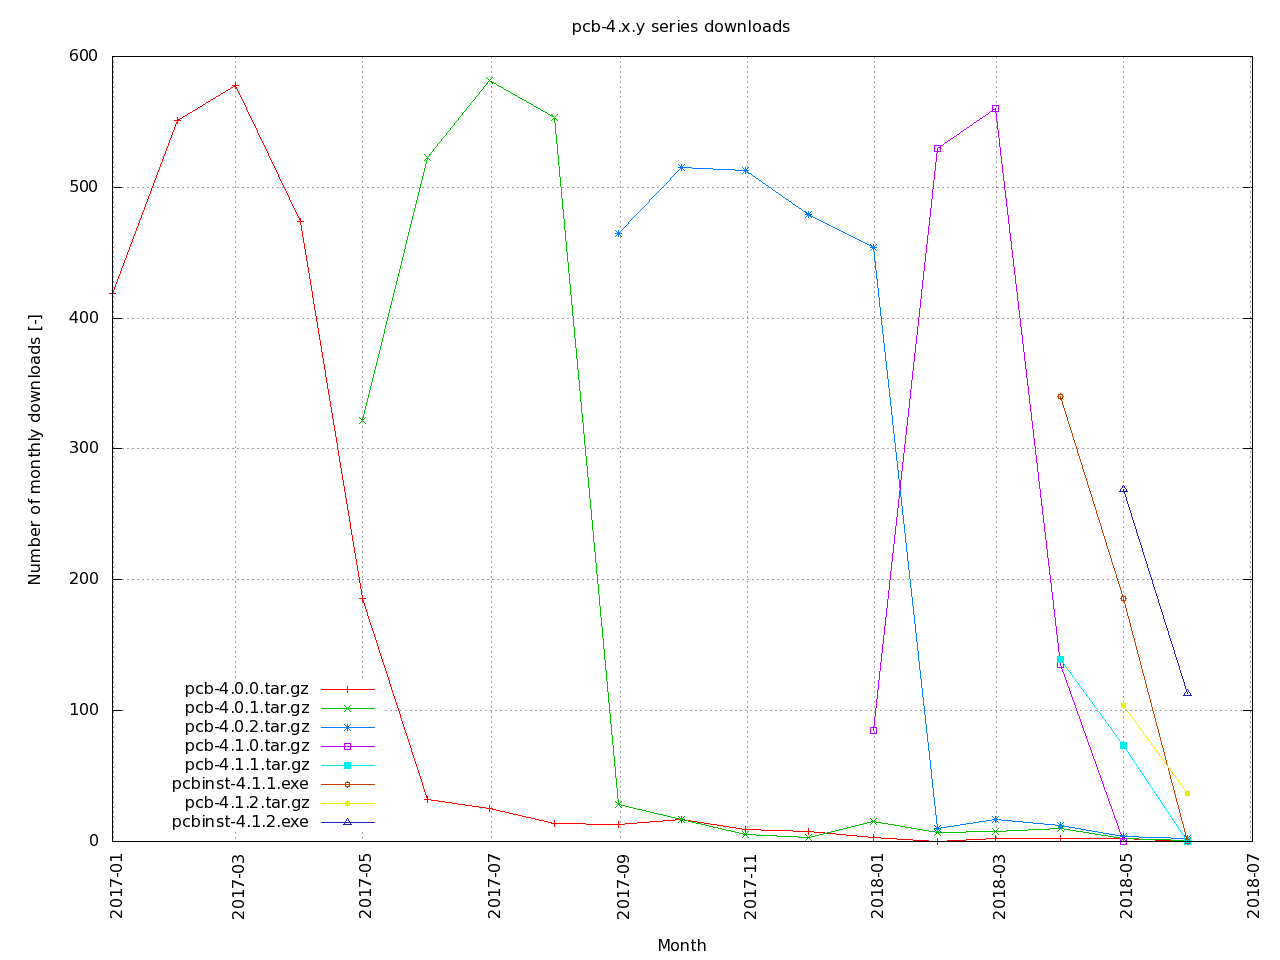 pcb-4.x.y series downloads
600
500
400
300
200
100
0
Number of monthly downloads [-]
pcb-4.0.0.tar.gz
pcb-4.0.1.tar.gz
pcb-4.0.2.tar.gz
pcb-4.1.0.tar.gz
pcb-4.1.1.tar.gz
pcbinst-4.1.1.exe
pcb-4.1.2.tar.gz
pcbinst-4.1.2.exe
2017-01
2017-03
2017-05
2017-07
2017-09
2017-11
2018-01
2018-03
2018-05
2018-07
Month